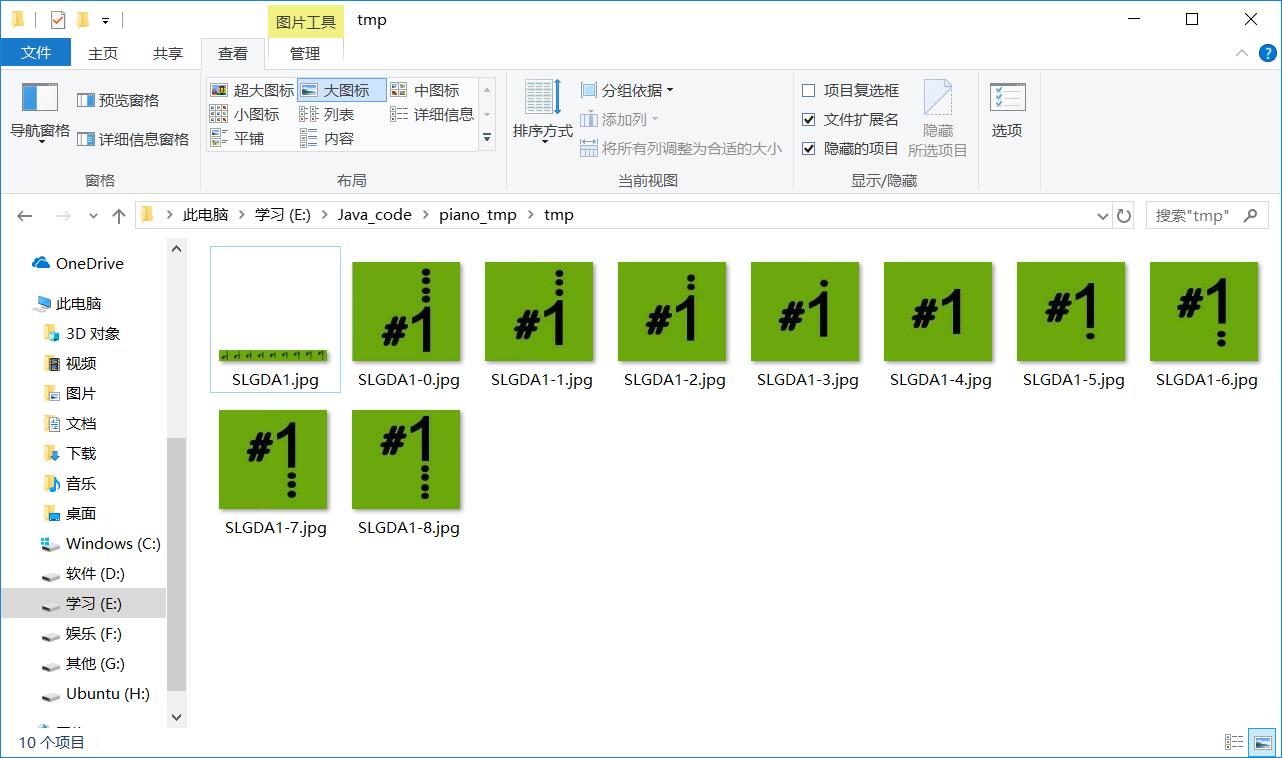 图片工具 tmp
文件 主页 共享 查看 管理
导航窗格
预览窗格
详细信息窗格
窗格
超大图标 大图标 中图标
小图标 列表 详细信息
平铺 内容
布局
排序方式
分组依据
添加列
将所有列调整为合适的大小
当前视图
项目复选框
文件扩展名
隐藏的项目
隐藏
所选项目
显示/隐藏
选项
此电脑 > 学习 (E:) > Java_code > piano_tmp > tmp
搜索"tmp"
OneDrive
此电脑
3D 对象
视频
图片
文档
下载
音乐
桌面
Windows (C:)
软件 (D:)
学习 (E:)
娱乐 (F:)
其他 (G:)
Ubuntu (H:)
#1 #1 #1 #1 #1 #1 #1
SLGDA1.jpg SLGDA1-0.jpg SLGDA1-1.jpg SLGDA1-2.jpg SLGDA1-3.jpg SLGDA1-4.jpg SLGDA1-5.jpg SLGDA1-6.jpg
#1 #1
SLGDA1-7.jpg SLGDA1-8.jpg
10 个项目